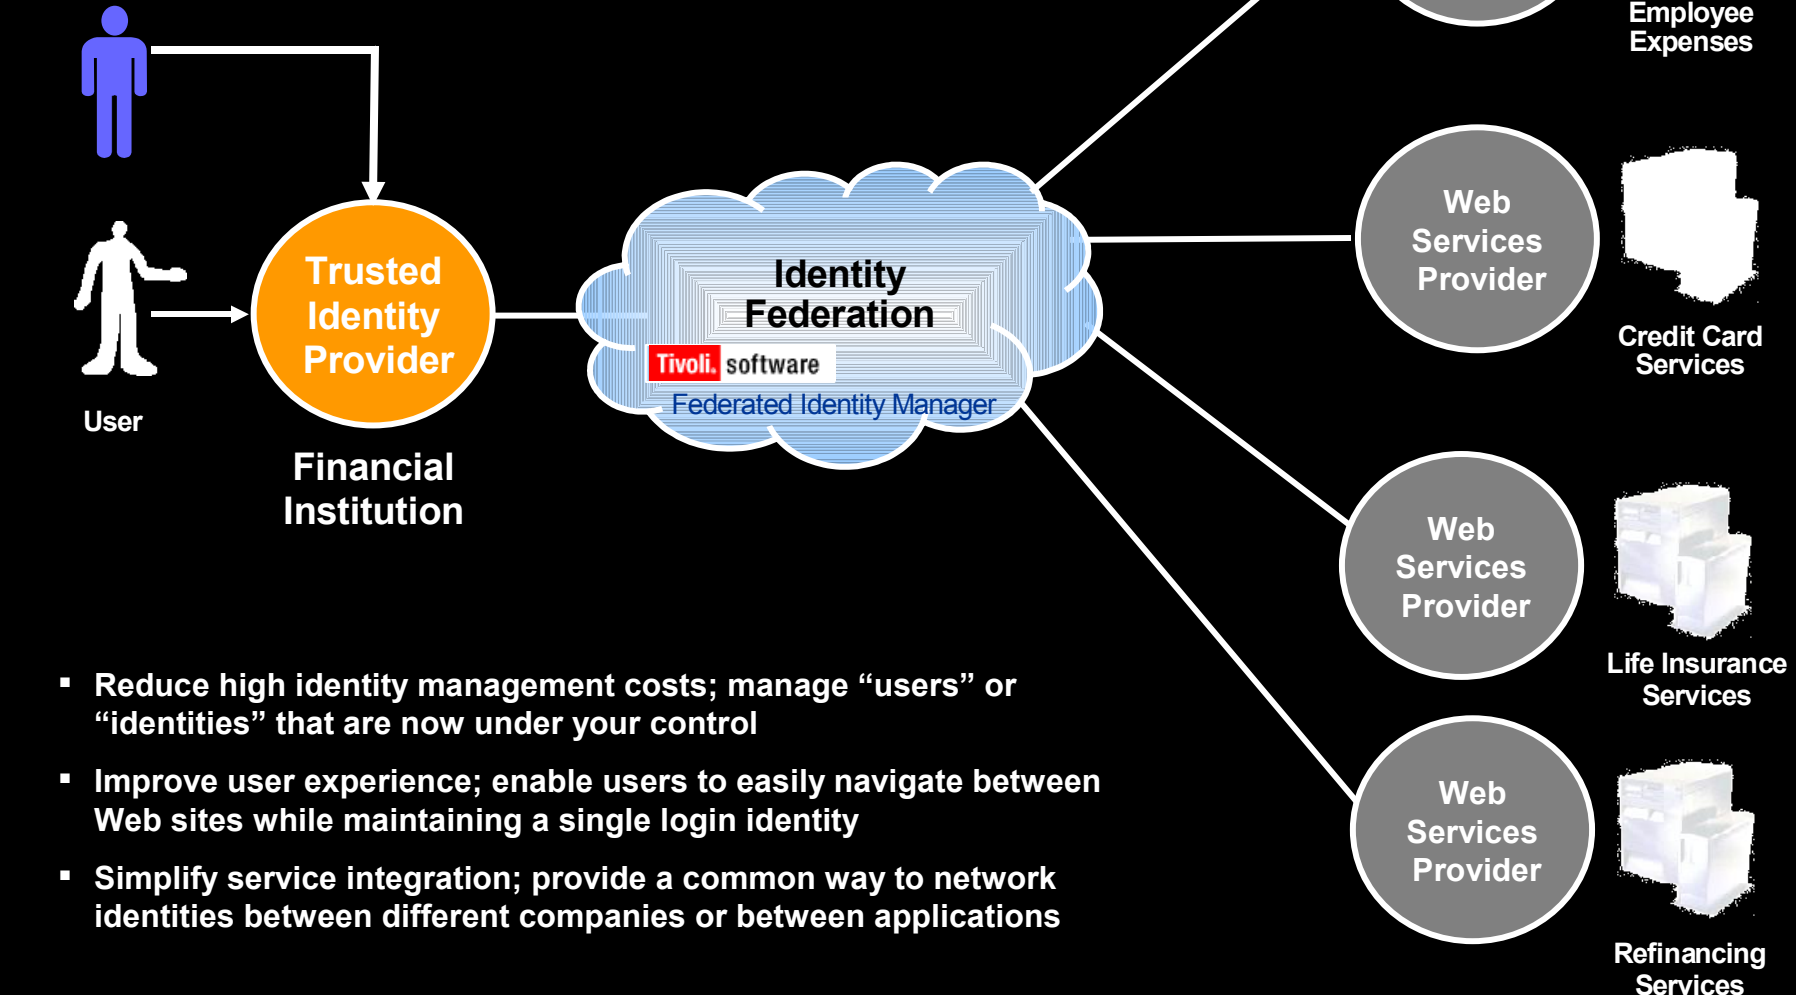 Employee
Expenses
Web
Services
Provider
Credit Card
Services
Trusted
Identity
Provider
Identity
Federation
Tivoli. software
Federated Identity Manager
User
Financial
Institution
Web
Services
Provider
Life Insurance
Services
▪ Reduce high identity management costs; manage “users” or
“identities” that are now under your control
▪ Improve user experience; enable users to easily navigate between
Web sites while maintaining a single login identity
▪ Simplify service integration; provide a common way to network
identities between different companies or between applications
Web
Services
Provider
Refinancing
Services